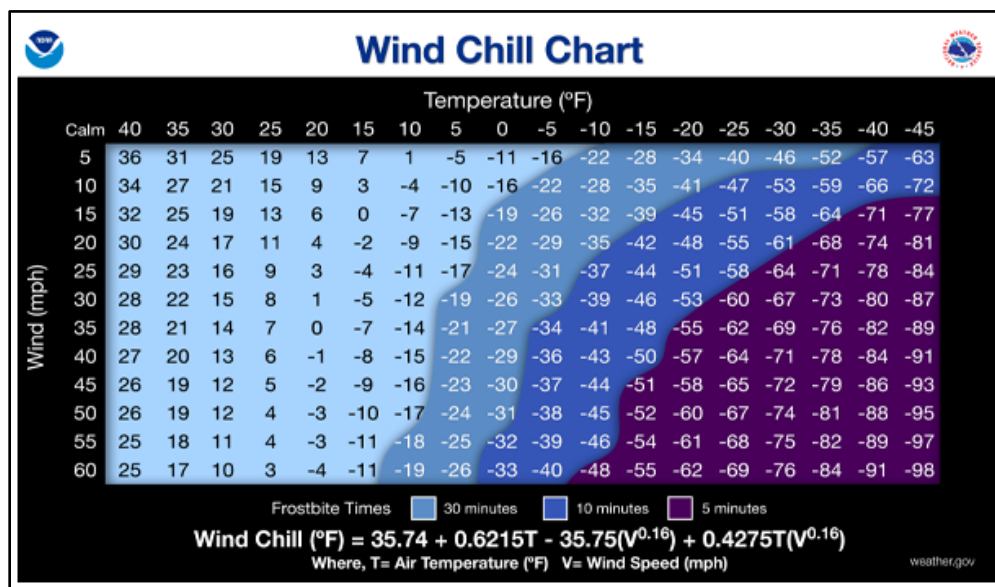 Wind Chill Chart
Temperature (ºF)
Calm 40 35 30 25 20 15 10 5 0 -5 -10 -15 -20 -25 -30 -35 -40 -45
5 36 31 25 19 13 7 1 -5 -11 -16 -22 -28 -34 -40 -46 -52 -57 -63
10 34 27 21 15 9 3 -4 -10 -16 -22 -28 -35 -41 -47 -53 -59 -66 -72
15 32 25 19 13 6 0 -7 -13 -19 -26 -32 -39 -45 -51 -58 -64 -71 -77
20 30 24 17 11 4 -2 -9 -15 -22 -29 -35 -42 -48 -55 -61 -68 -74 -81
25 29 23 16 9 3 -4 -11 -17 -24 -31 -37 -44 -51 -58 -64 -71 -78 -84
30 28 22 15 8 1 -5 -12 -19 -26 -33 -39 -46 -53 -60 -67 -73 -80 -87
35 28 21 14 7 0 -7 -14 -21 -27 -34 -41 -48 -55 -62 -69 -76 -82 -89
40 27 20 13 6 -1 -8 -15 -22 -29 -36 -43 -50 -57 -64 -71 -78 -84 -91
45 26 19 12 5 -2 -9 -16 -23 -30 -37 -44 -51 -58 -65 -72 -79 -86 -93
50 26 19 12 4 -3 -10 -17 -24 -31 -38 -45 -52 -60 -67 -74 -81 -88 -95
55 25 18 11 4 -3 -11 -18 -25 -32 -39 -46 -54 -61 -68 -75 -82 -89 -97
60 25 17 10 3 -4 -11 -19 -26 -33 -40 -48 -55 -62 -69 -76 -84 -91 -98
Wind (mph)
Frostbite Times 30 minutes 10 minutes 5 minutes
Wind Chill (ºF) = 35.74 + 0.6215T - 35.75(V^0.16) + 0.4275T(V^0.16)
Where, T= Air Temperature (ºF) V= Wind Speed (mph)
weather.gov